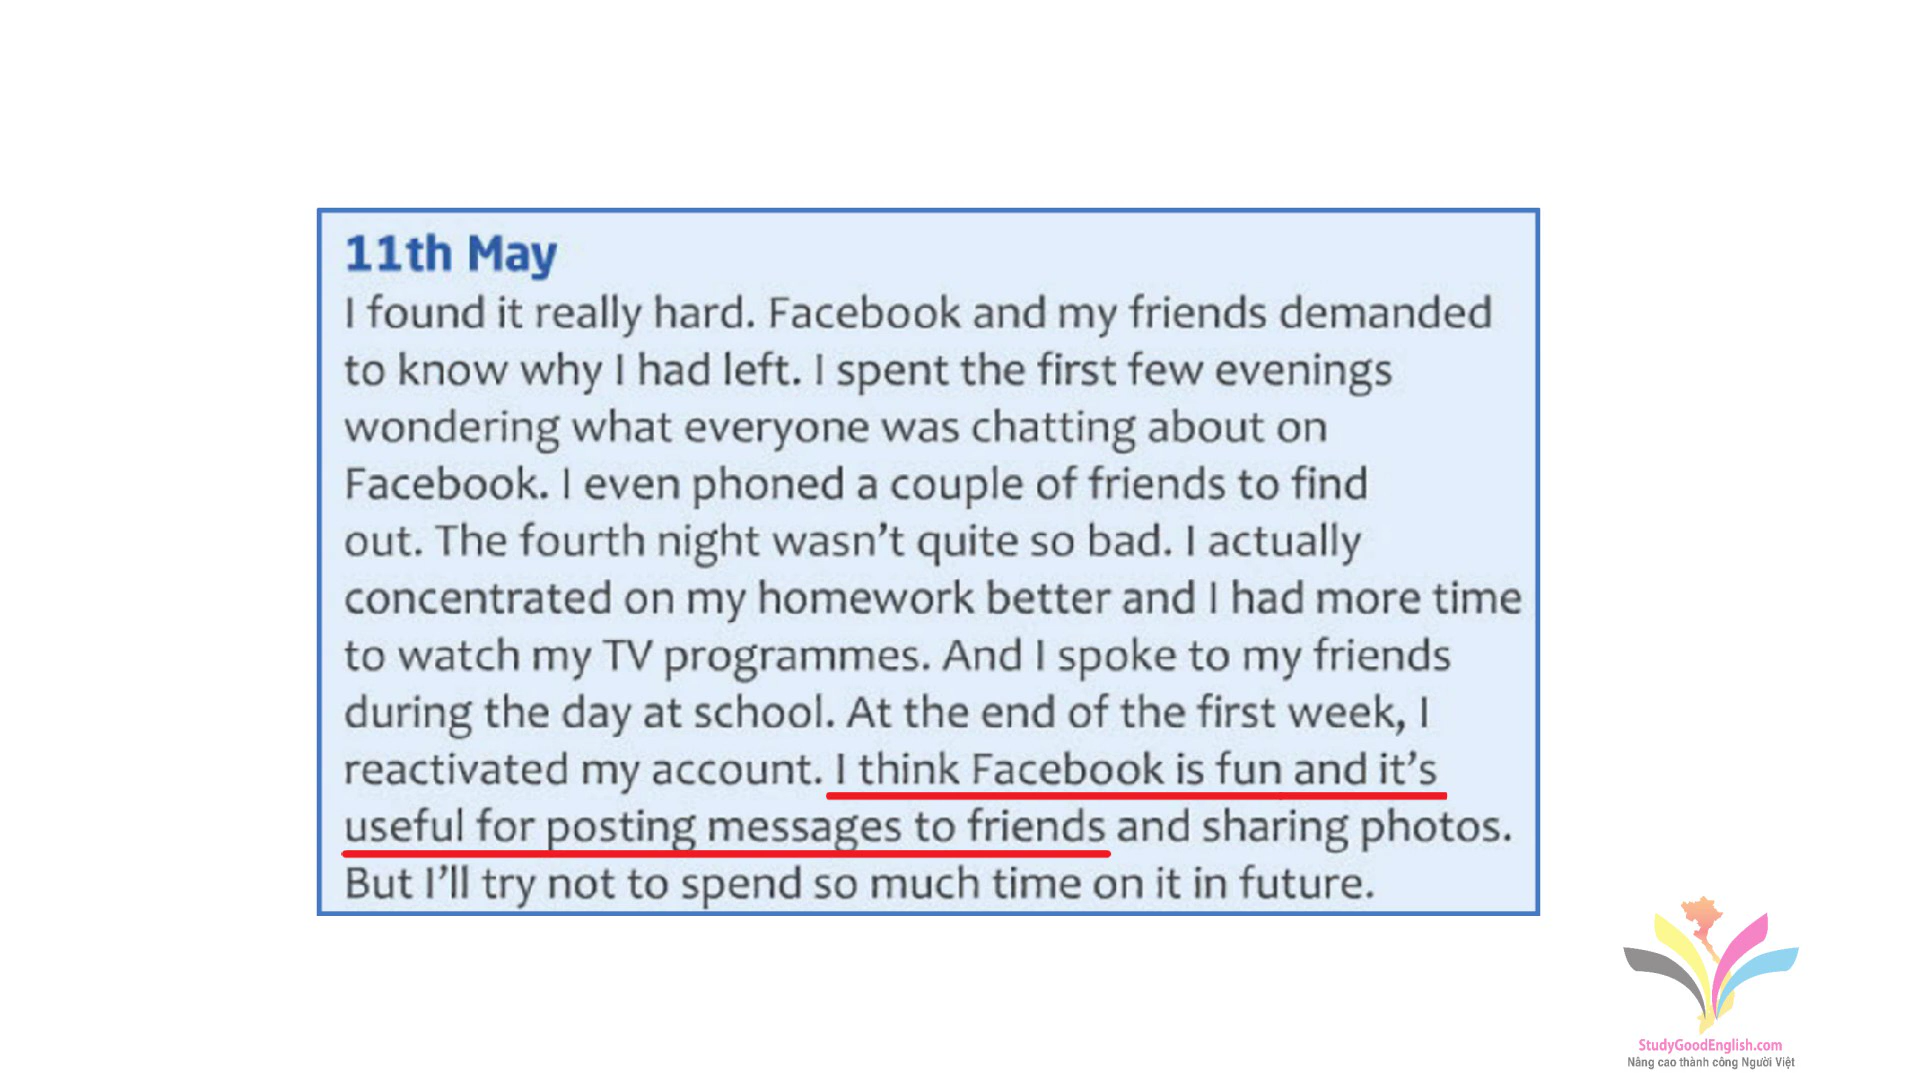 11th May
I found it really hard. Facebook and my friends demanded
to know why I had left. I spent the first few evenings
wondering what everyone was chatting about on
Facebook. I even phoned a couple of friends to find
out. The fourth night wasn’t quite so bad. I actually
concentrated on my homework better and I had more time
to watch my TV programmes. And I spoke to my friends
during the day at school. At the end of the first week, I
reactivated my account. I think Facebook is fun and it’s
useful for posting messages to friends and sharing photos.
But I’ll try not to spend so much time on it in future.
StudyGoodEnglish.com
Nâng cao thành công Người Việt